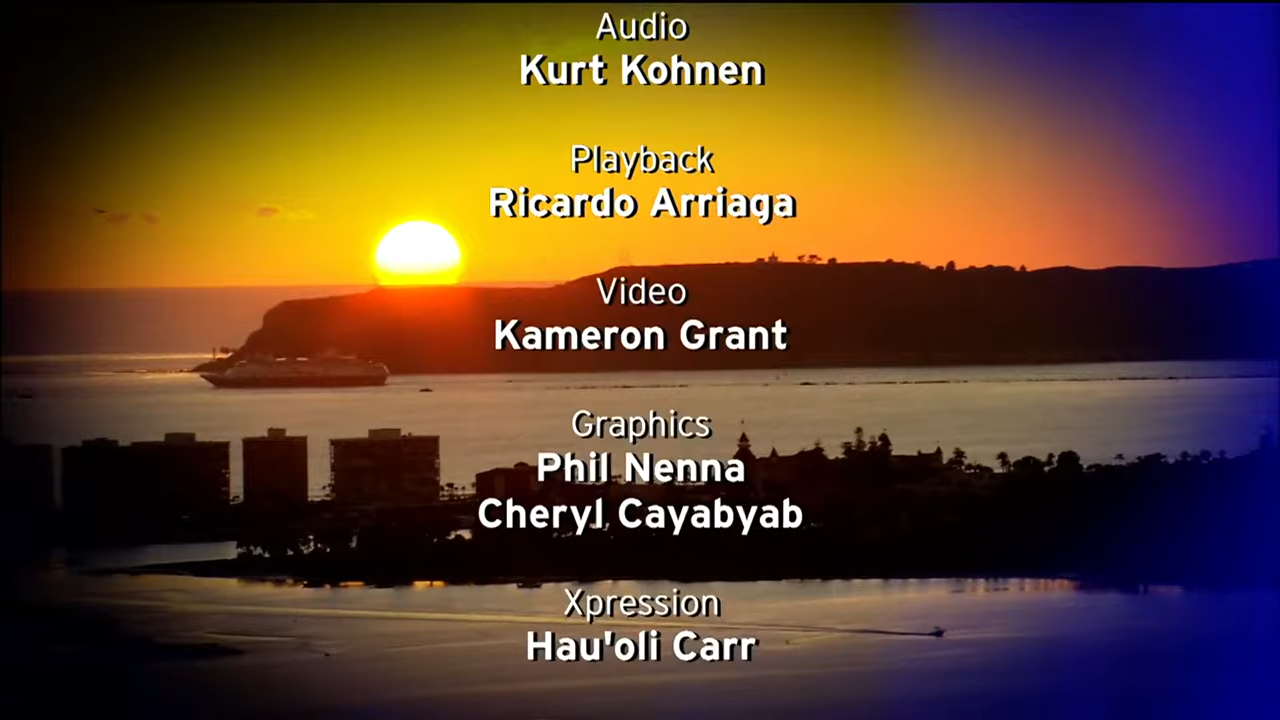 Audio
Kurt Kohnen
Playback
Ricardo Arriaga
Video
Kameron Grant
Graphics
Phil Nenna
Cheryl Cayabyab
Xpression
Hau'oli Carr